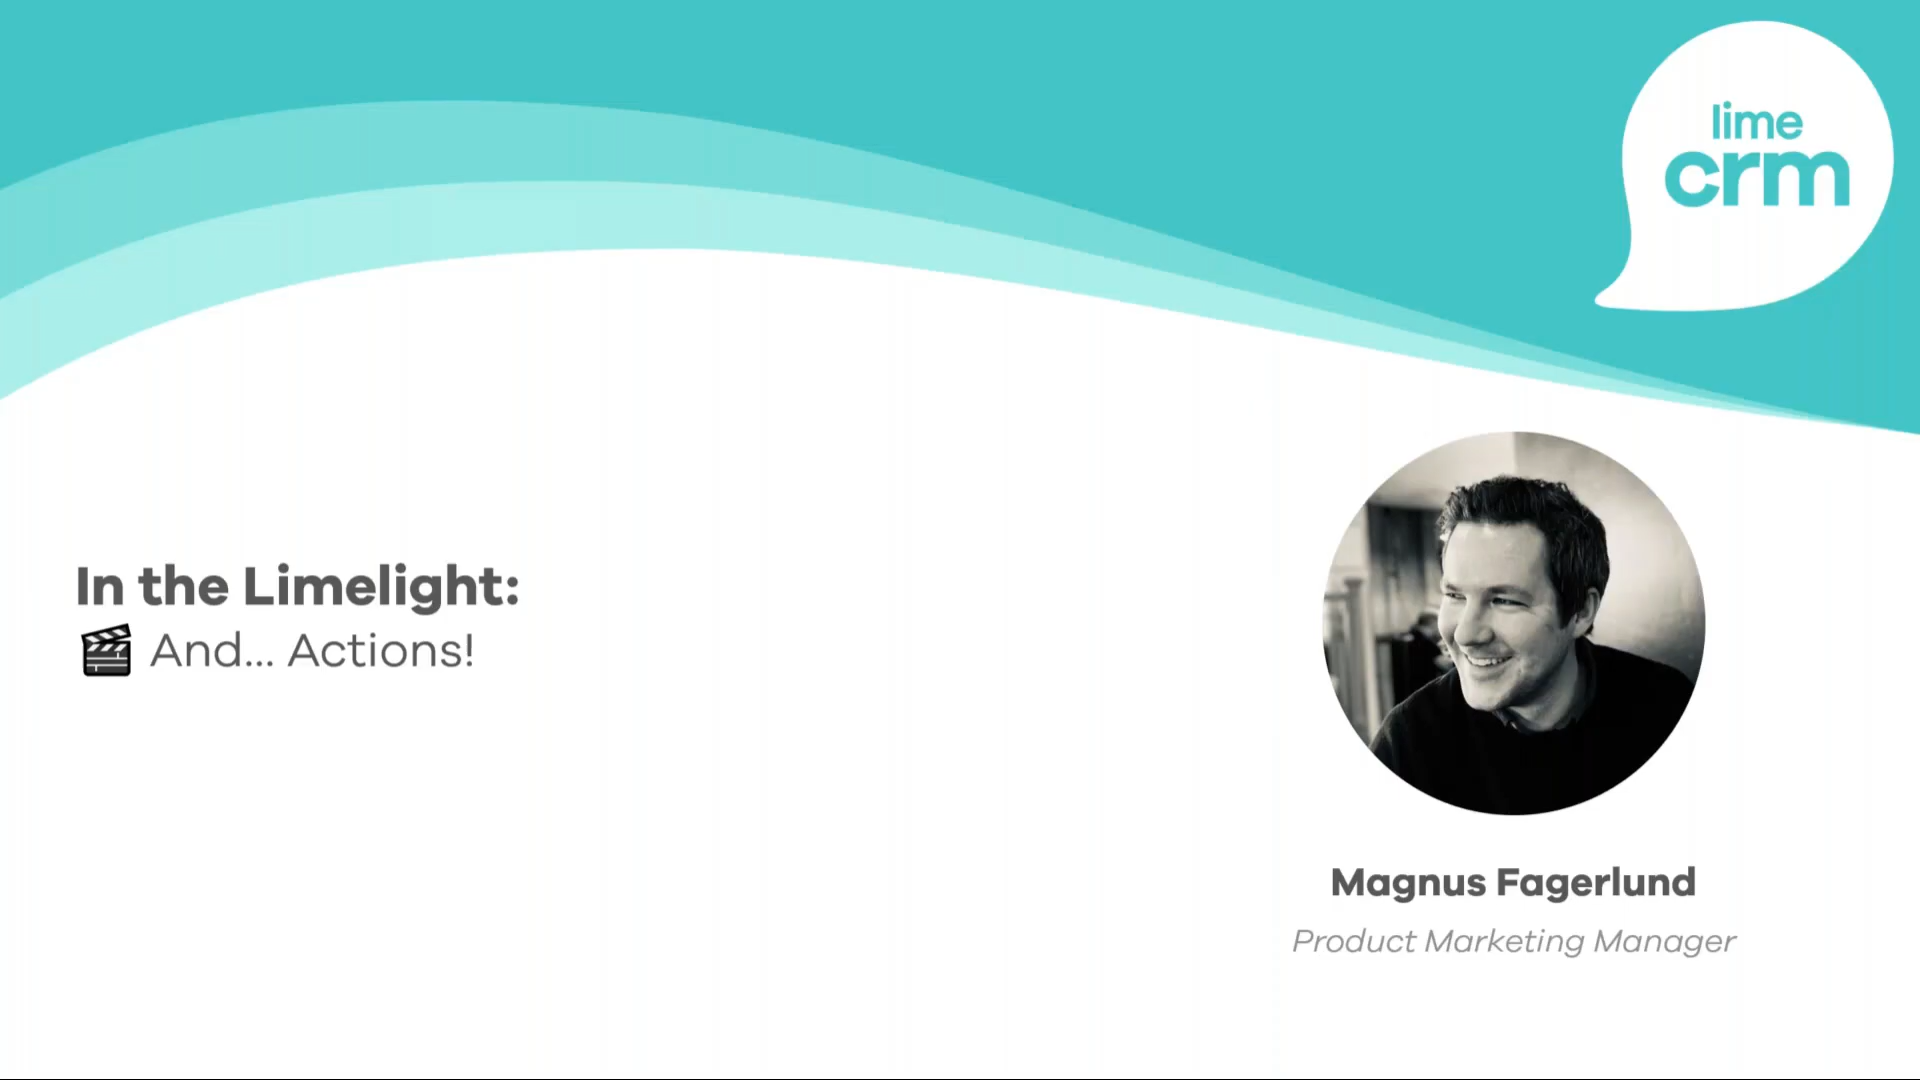 lime
crm
In the Limelight:
🎬 And... Actions!
Magnus Fagerlund
Product Marketing Manager